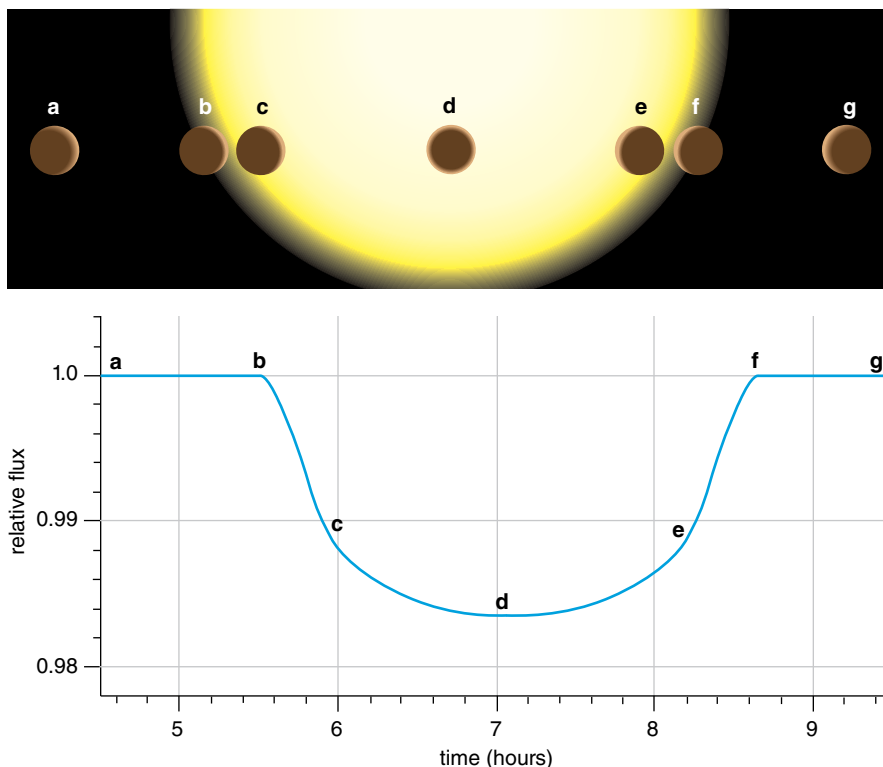 a b c d e f g
a b f g
1.0
c e
0.99
d
0.98
relative flux
5 6 7 8 9
time (hours)